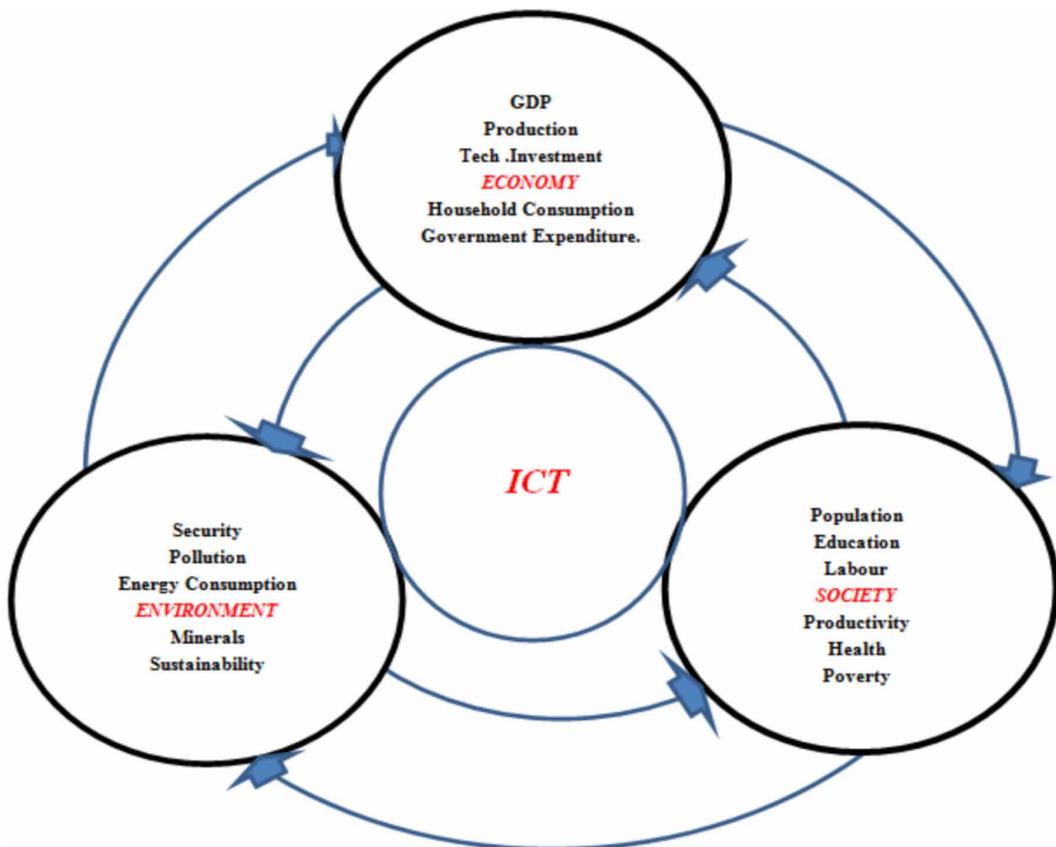 GDP
Production
Tech .Investment
ECONOMY
Household Consumption
Government Expenditure.
ICT
Security
Pollution
Energy Consumption
ENVIRONMENT
Minerals
Sustainability
Population
Education
Labour
SOCIETY
Productivity
Health
Poverty